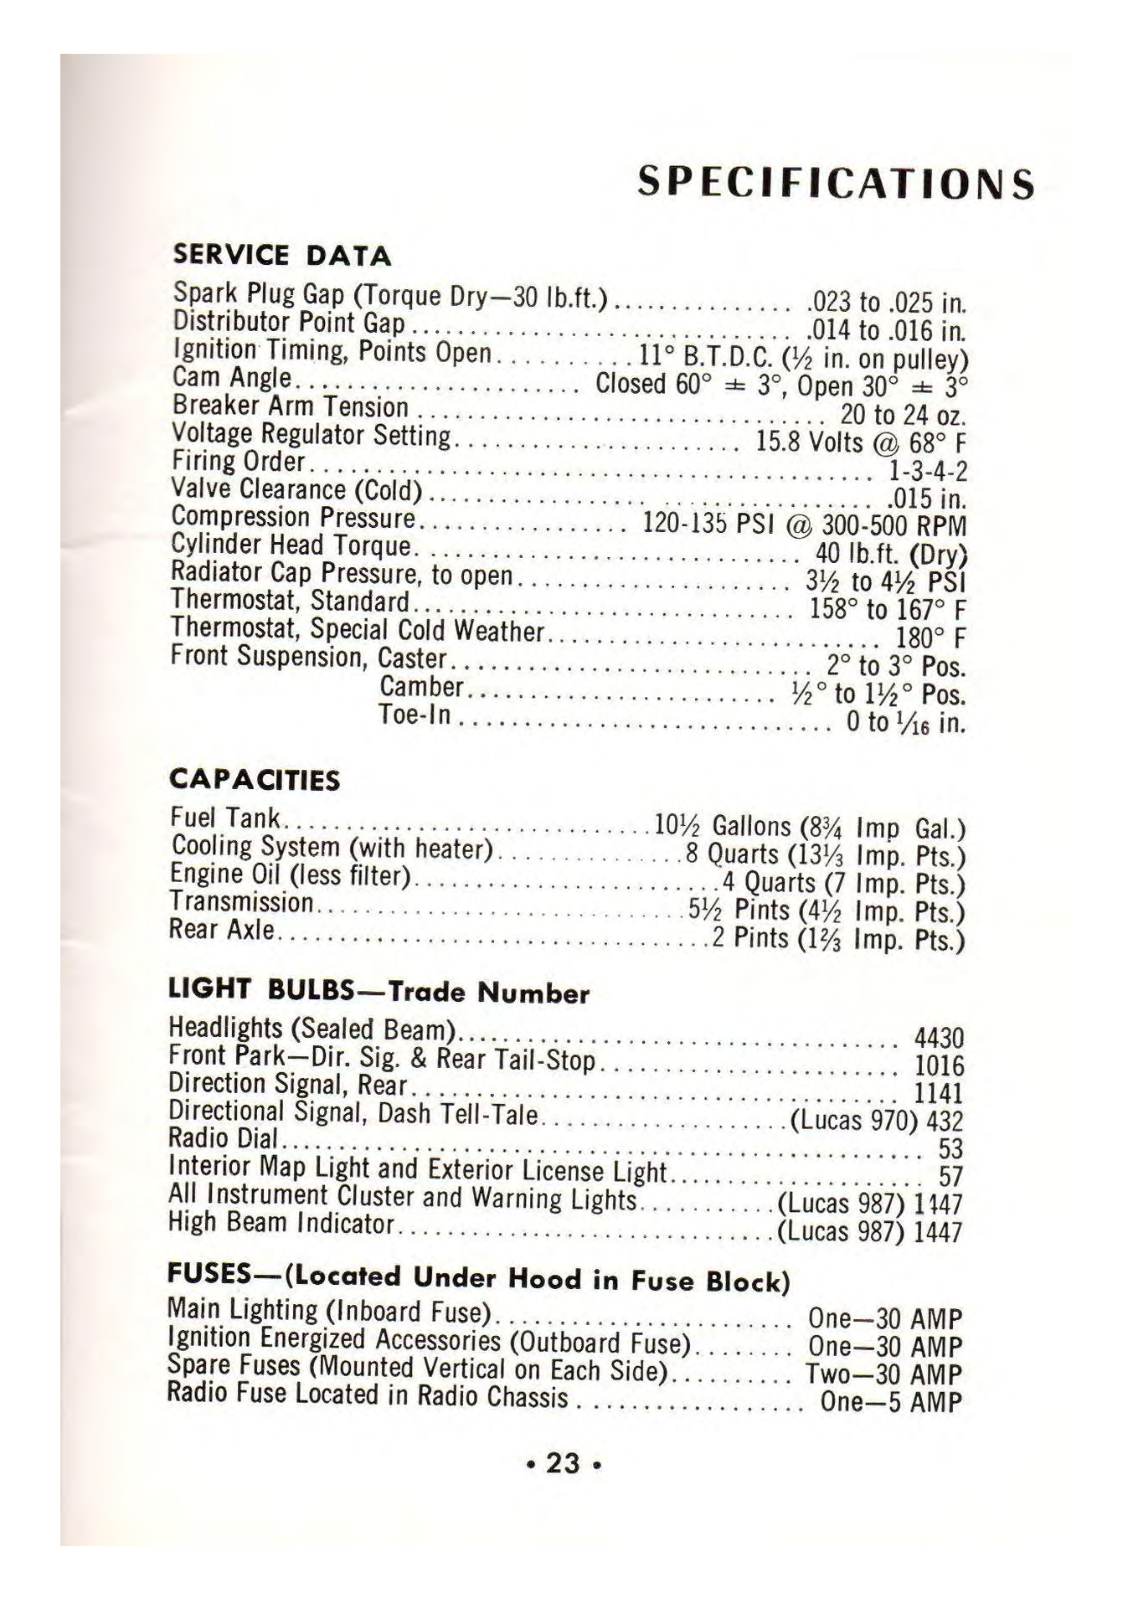 SPECIFICATIONS
SERVICE DATA
Spark Plug Gap (Torque Dry—30 lb.ft.)................ .023 to .025 in.
Distributor Point Gap ................................. .014 to .016 in.
Ignition Timing, Points Open.......... 11° B.T.D.C. (½ in. on pulley)
Cam Angle........................ Closed 60° ± 3°, Open 30° ± 3°
Breaker Arm Tension .................................... 20 to 24 oz.
Voltage Regulator Setting......................... 15.8 Volts @ 68° F
Firing Order................................................. 1-3-4-2
Valve Clearance (Cold)....................................... .015 in.
Compression Pressure................ 120-135 PSI @ 300-500 RPM
Cylinder Head Torque................................. 40 lb.ft. (Dry)
Radiator Cap Pressure, to open........................ 3½ to 4½ PSI
Thermostat, Standard................................. 158° to 167° F
Thermostat, Special Cold Weather.............................. 180° F
Front Suspension, Caster................................ 2° to 3° Pos.
Camber........................... ½° to 1½° Pos.
Toe-In ................................ 0 to 1/16 in.
CAPACITIES
Fuel Tank...............................10½ Gallons (8¾ Imp Gal.)
Cooling System (with heater)................8 Quarts (13⅓ Imp. Pts.)
Engine Oil (less filter)..........................4 Quarts (7 Imp. Pts.)
Transmission...............................5½ Pints (4½ Imp. Pts.)
Rear Axle....................................2 Pints (1⅔ Imp. Pts.)
LIGHT BULBS—Trade Number
Headlights (Sealed Beam)....................................... 4430
Front Park—Dir. Sig. & Rear Tail-Stop.......................... 1016
Direction Signal, Rear........................................... 1141
Directional Signal, Dash Tell-Tale.....................(Lucas 970) 432
Radio Dial....................................................... 53
Interior Map Light and Exterior License Light...................... 57
All Instrument Cluster and Warning Lights............(Lucas 987) 1447
High Beam Indicator................................(Lucas 987) 1447
FUSES—(Located Under Hood in Fuse Block)
Main Lighting (Inboard Fuse)......................... One—30 AMP
Ignition Energized Accessories (Outboard Fuse)........ One—30 AMP
Spare Fuses (Mounted Vertical on Each Side).......... Two—30 AMP
Radio Fuse Located in Radio Chassis .................. One—5 AMP
• 23 •